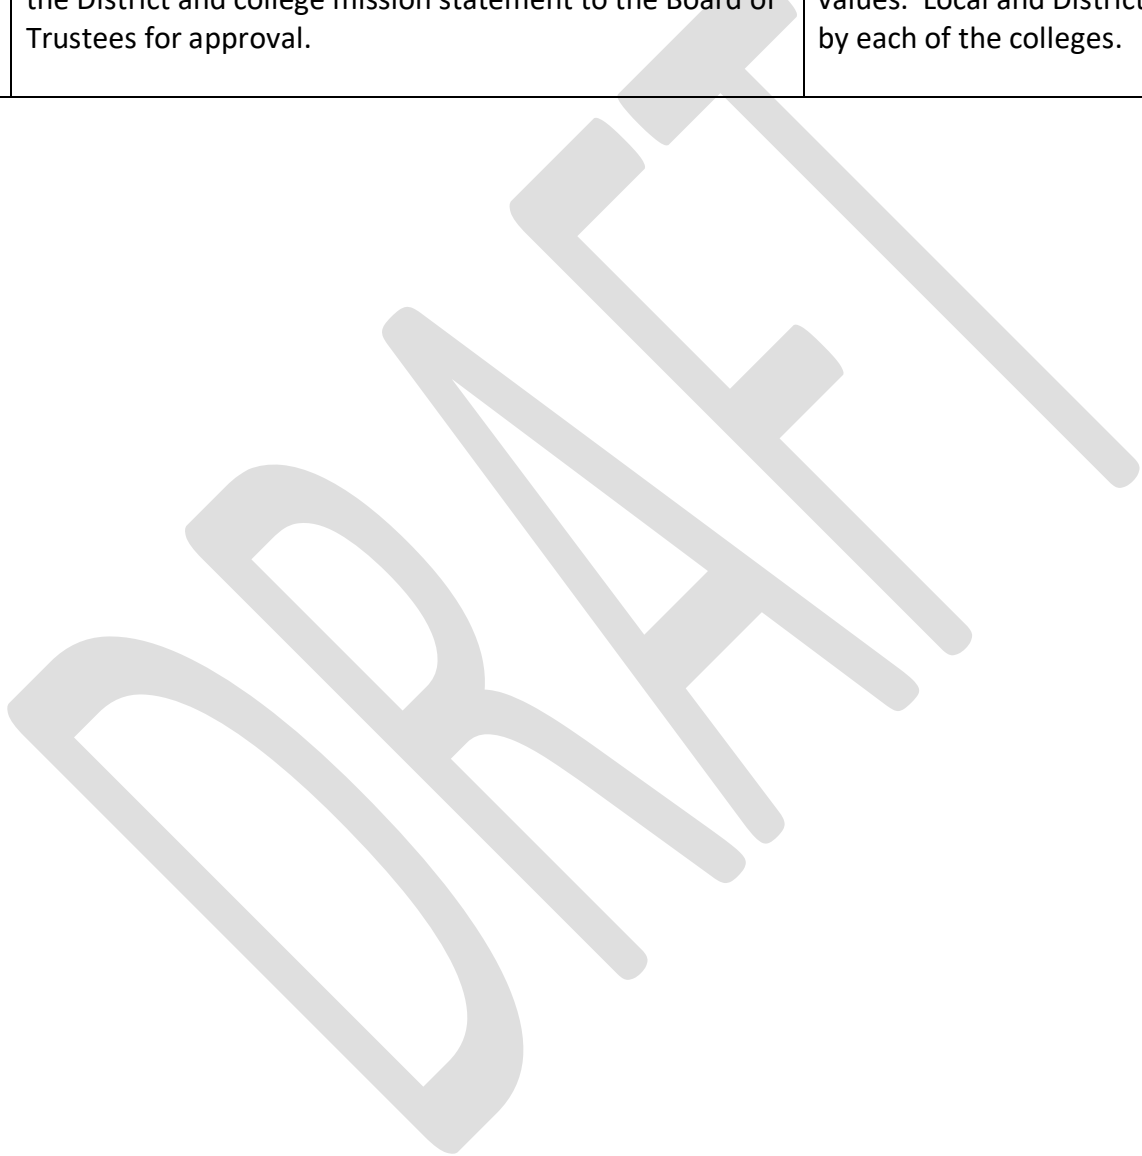 the District and college mission statement to the Board of
Trustees for approval.
values. Local and District
by each of the colleges.
DRAFT